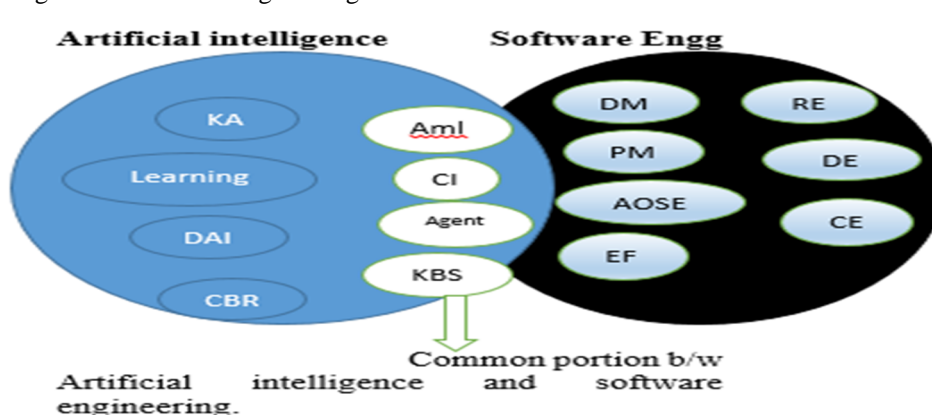 Artificial intelligence
Software Engg
KA
Learning
DAI
CBR
AmI
CI
Agent
KBS
DM
PM
AOSE
EF
RE
DE
CE
Common portion b/w
Artificial intelligence and software
engineering.